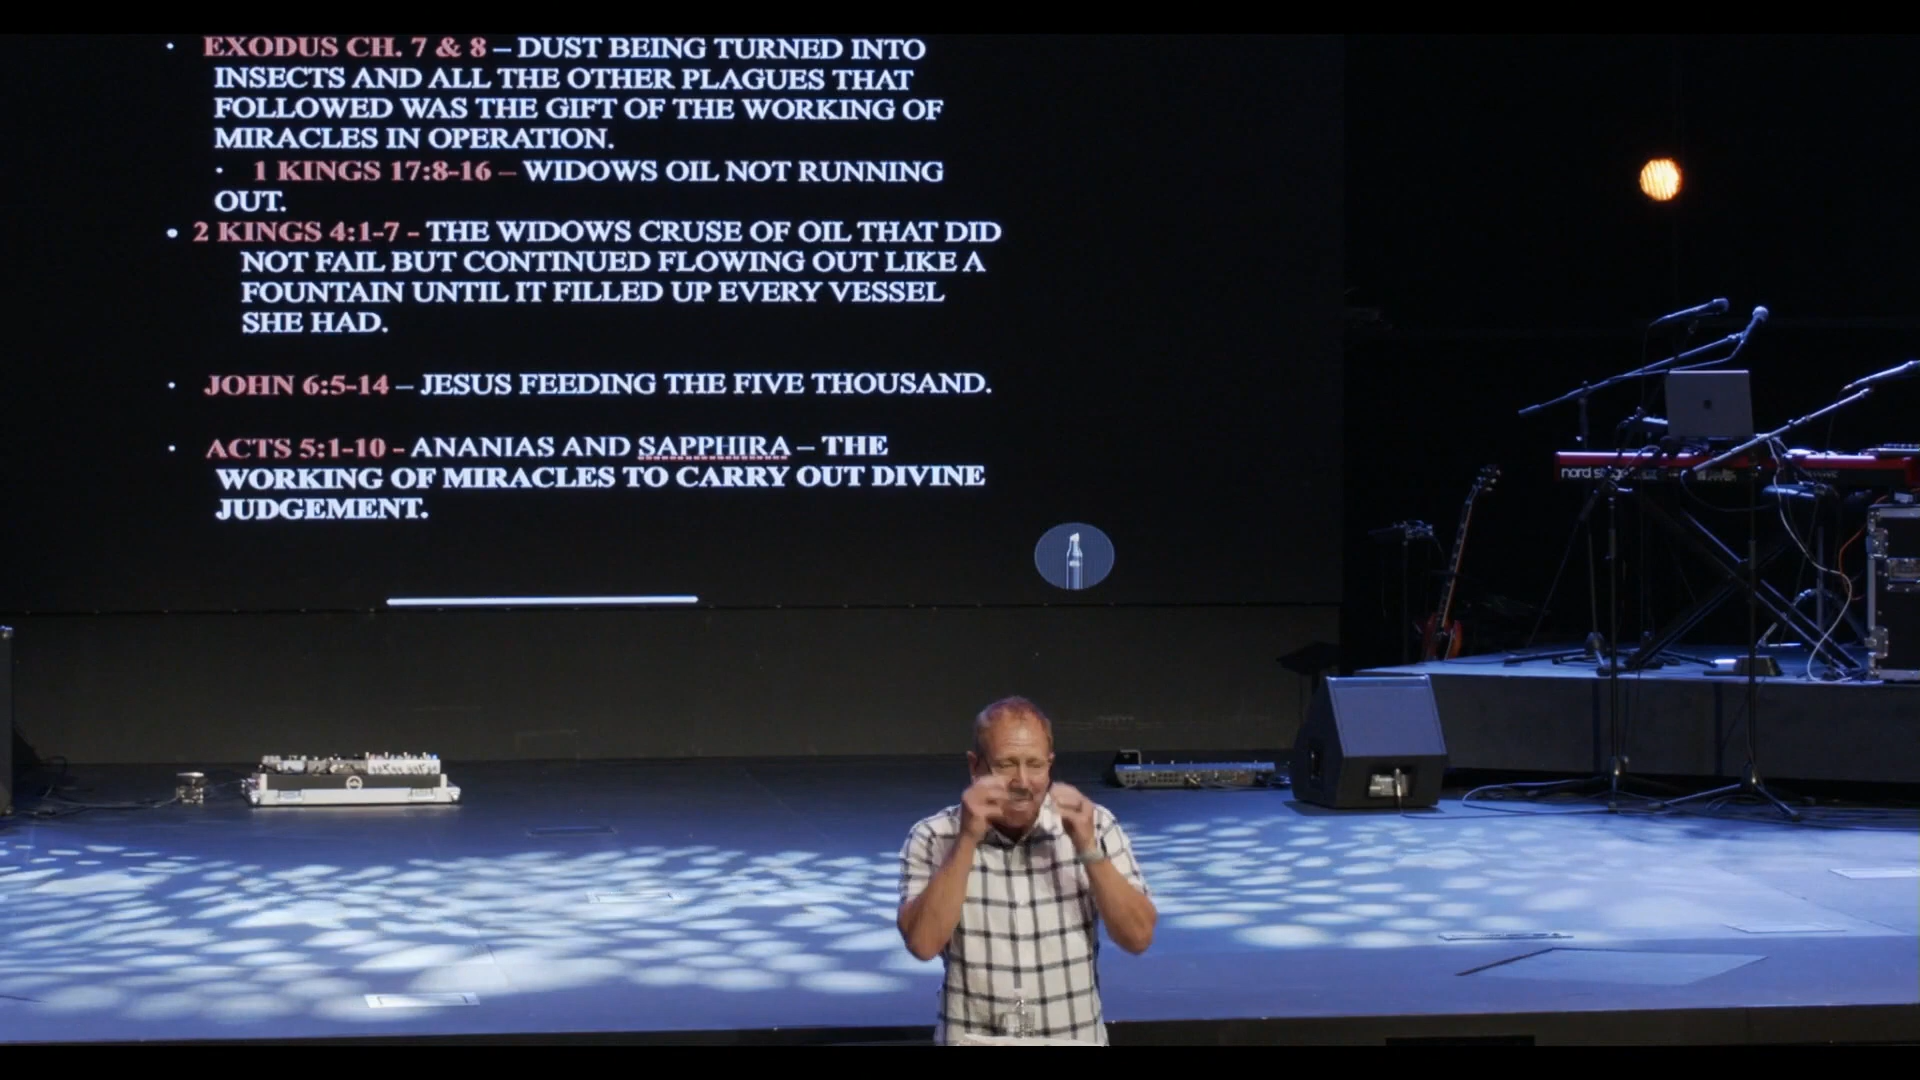 • EXODUS CH. 7 & 8 – DUST BEING TURNED INTO
INSECTS AND ALL THE OTHER PLAGUES THAT
FOLLOWED WAS THE GIFT OF THE WORKING OF
MIRACLES IN OPERATION.
• 1 KINGS 17:8-16 – WIDOWS OIL NOT RUNNING
OUT.
• 2 KINGS 4:1-7 - THE WIDOWS CRUSE OF OIL THAT DID
NOT FAIL BUT CONTINUED FLOWING OUT LIKE A
FOUNTAIN UNTIL IT FILLED UP EVERY VESSEL
SHE HAD.
• JOHN 6:5-14 – JESUS FEEDING THE FIVE THOUSAND.
• ACTS 5:1-10 - ANANIAS AND SAPPHIRA – THE
WORKING OF MIRACLES TO CARRY OUT DIVINE
JUDGEMENT.
nord